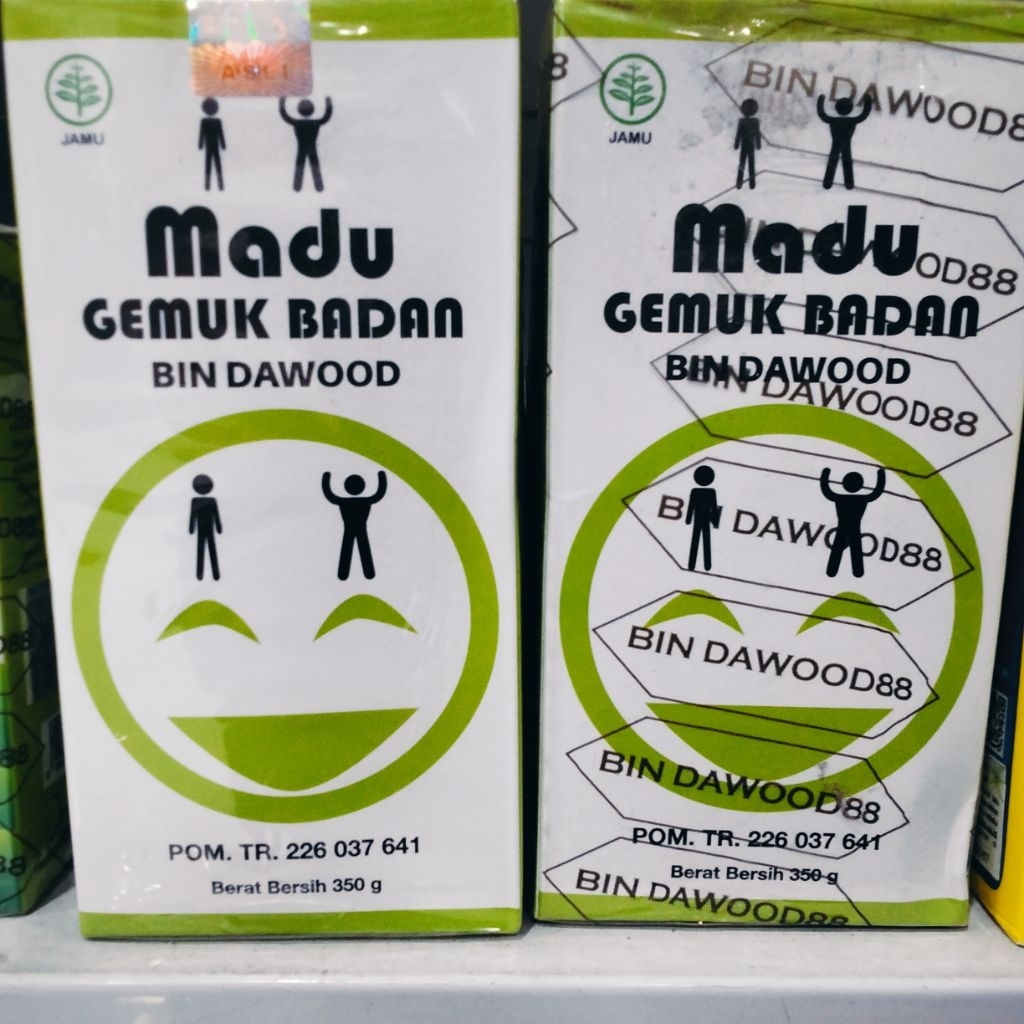 ASLI
JAMU
Madu
GEMUK BADAN
BIN DAWOOD
POM. TR. 226 037 641
Berat Bersih 350 g
JAMU
BIN DAWOOD88
Madu
OD88
GEMUK BADAN
BIN DAWOOD
BIN DAWOOD88
BIN DAWOOD88
BIN DAWOOD88
BIN DAWOOD88
POM. TR. 226 037 641
Berat Bersih 350 g
BIN DAWOOD88